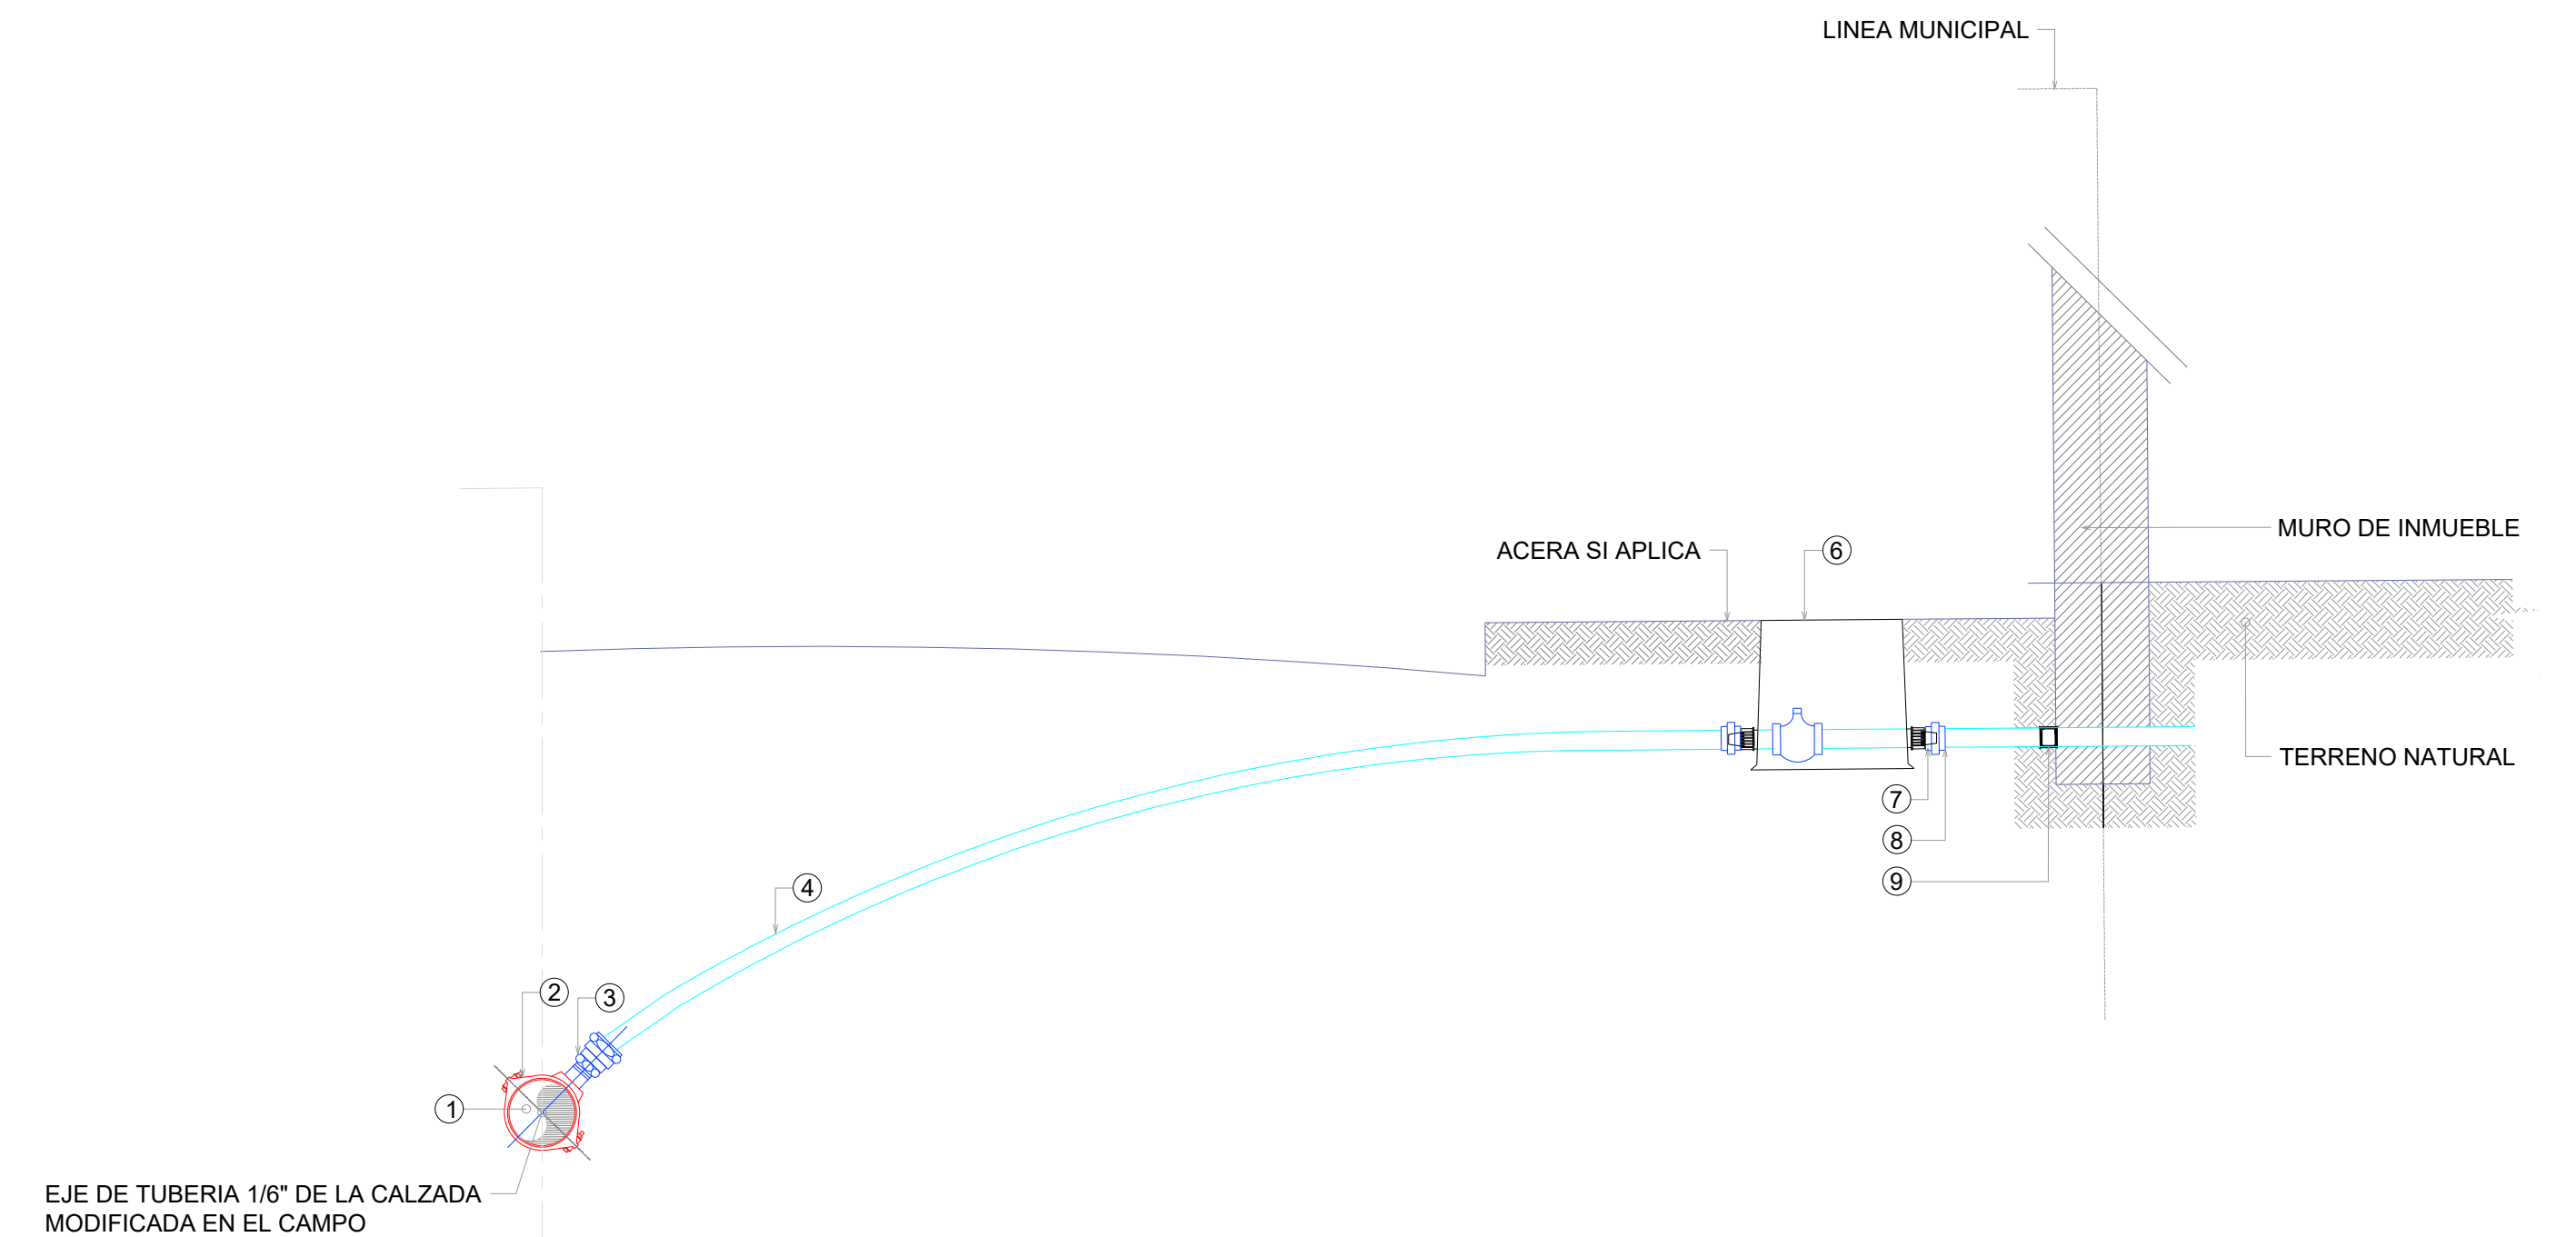 LINEA MUNICIPAL
MURO DE INMUEBLE
ACERA SI APLICA
6
TERRENO NATURAL
7
8
9
4
2
3
1
EJE DE TUBERIA 1/6" DE LA CALZADA
MODIFICADA EN EL CAMPO